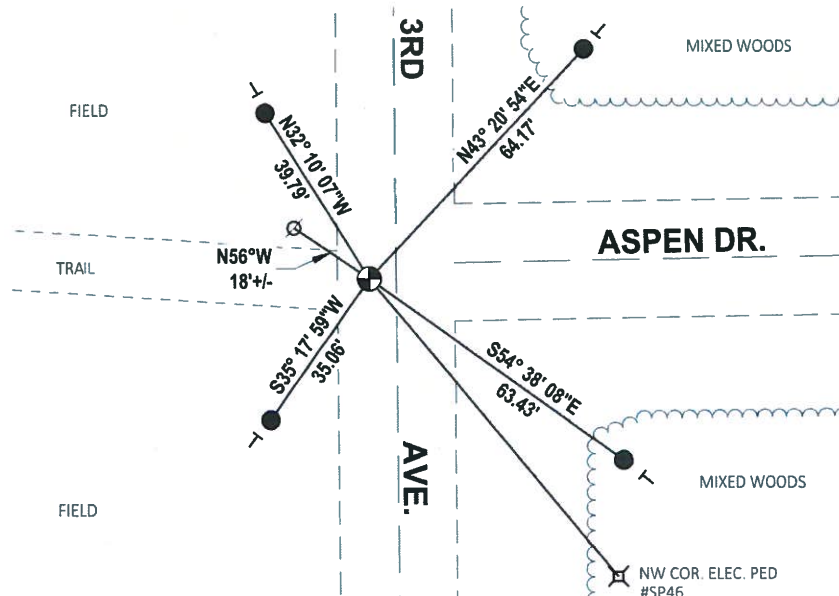 3RD
MIXED WOODS
FIELD
N32° 10' 07"W
39.79'
N43° 20' 54"E
64.17'
ASPEN DR.
TRAIL
N56°W
18'+/-
S35° 17' 59"W
35.06'
S54° 38' 08"E
63.43'
AVE.
MIXED WOODS
FIELD
NW COR. ELEC. PED
#SP46